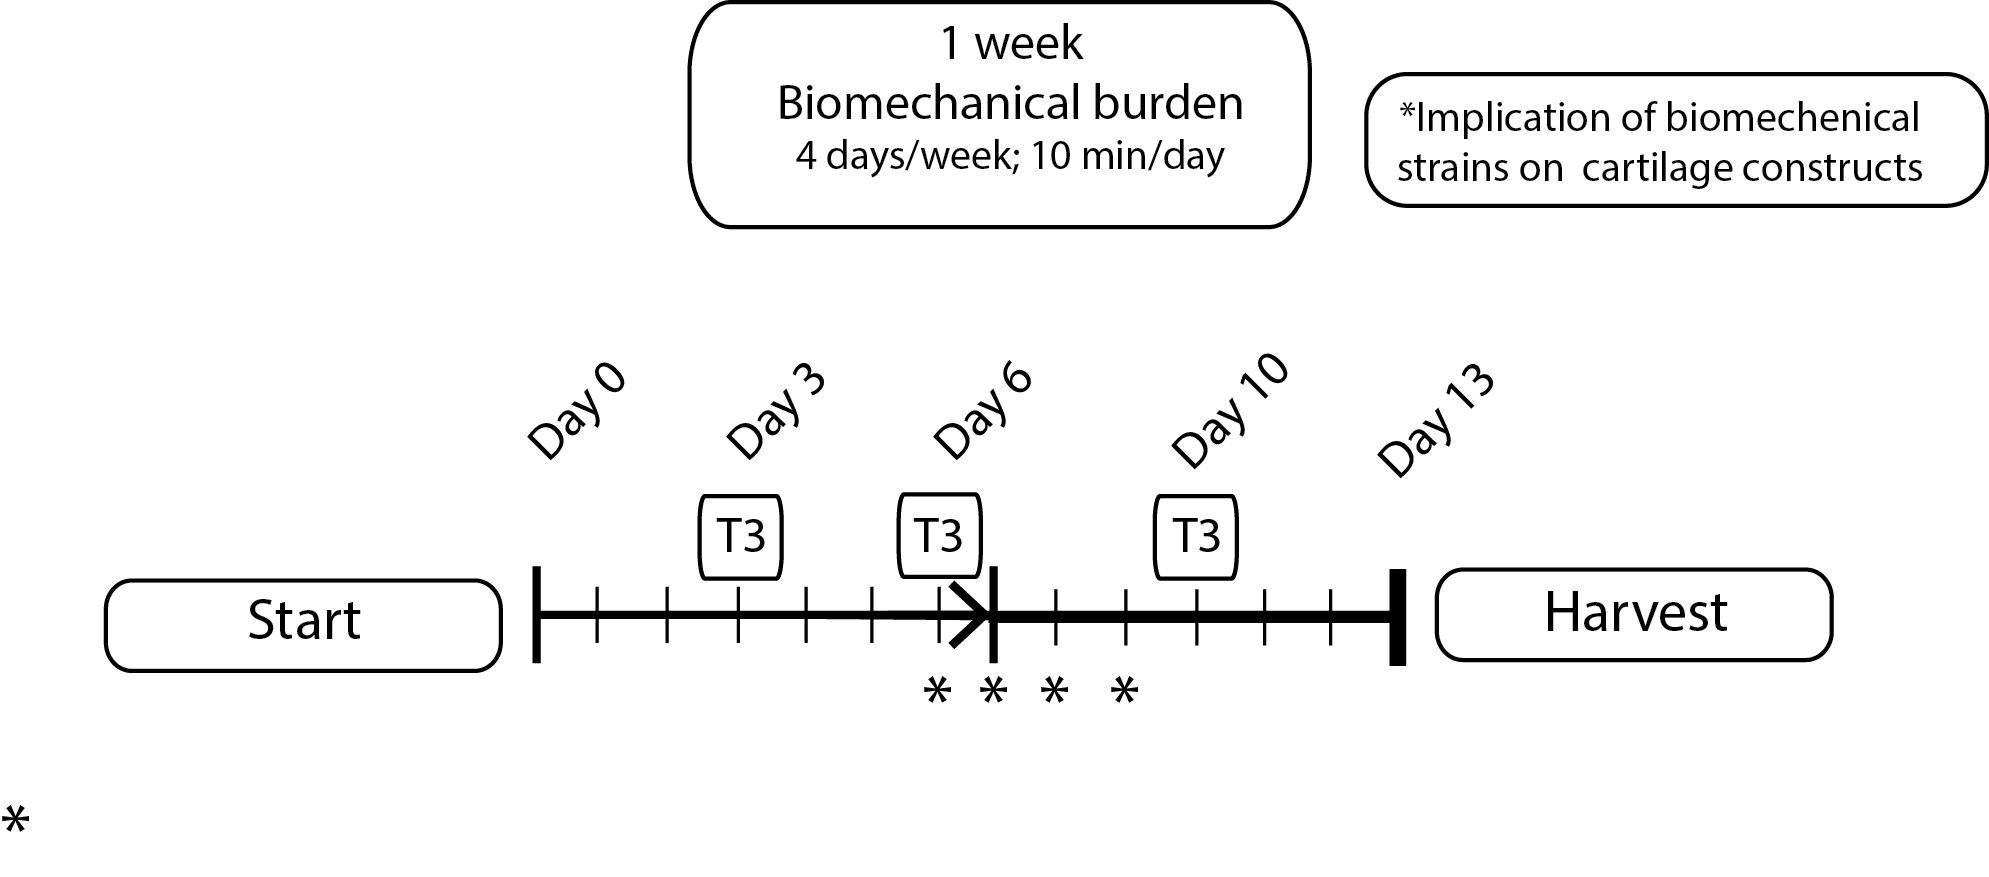 1 week
Biomechanical burden
4 days/week; 10 min/day
*Implication of biomechenical
strains on cartilage constructs
Day 0
Day 3
Day 6
Day 10
Day 13
T3
T3
T3
Start
Harvest
* * * *
*